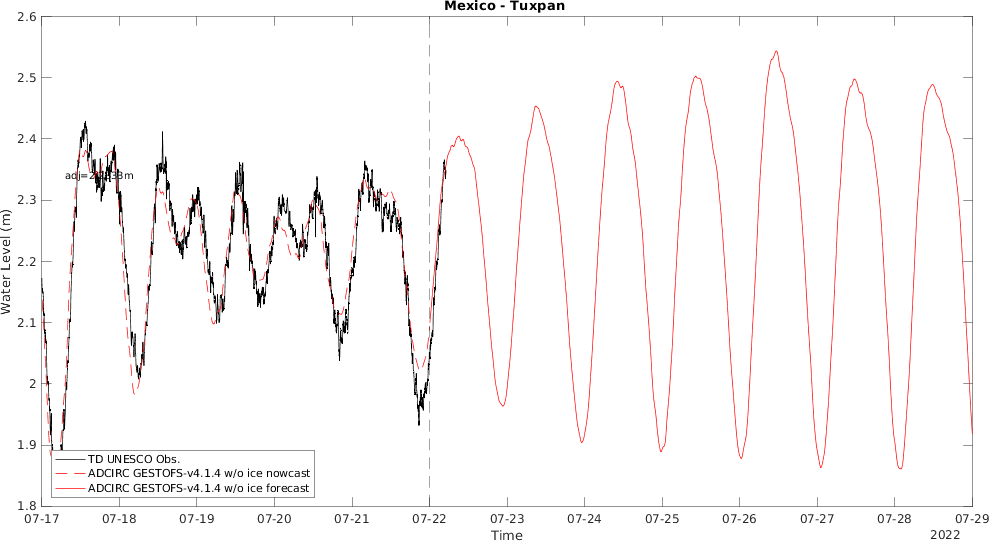 Mexico - Tuxpan
Water Level (m)
2.6
2.5
2.4
2.3
2.2
2.1
2
1.9
1.8
TD UNESCO Obs.
ADCIRC GESTOFS-v4.1.4 w/o ice nowcast
ADCIRC GESTOFS-v4.1.4 w/o ice forecast
07-17 07-18 07-19 07-20 07-21 07-22 07-23 07-24 07-25 07-26 07-27 07-28 07-29
Time
2022